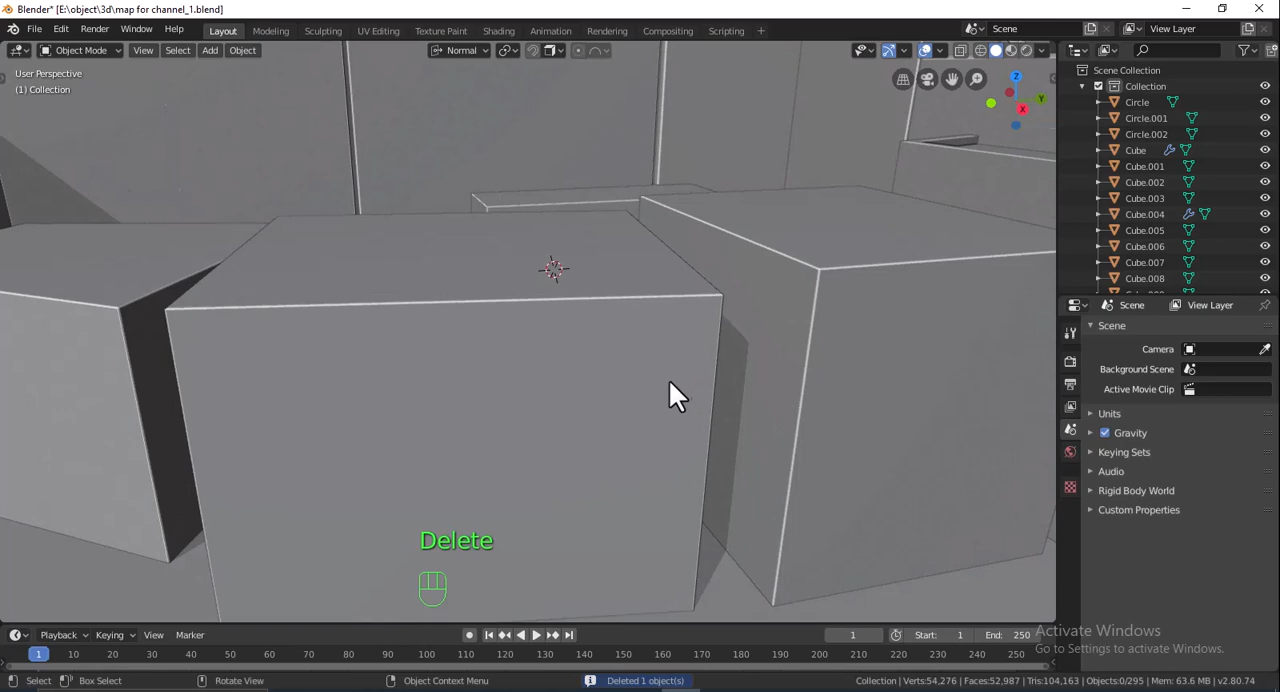 Blender* [E:\object\3d\map for channel_1.blend]
File Edit Render Window Help Layout Modeling Sculpting UV Editing Texture Paint Shading Animation Rendering Compositing Scripting + Scene View Layer
Object Mode View Select Add Object Normal
User Perspective
(1) Collection
Z
Y
X
Scene Collection
Collection
Circle
Circle.001
Circle.002
Cube
Cube.001
Cube.002
Cube.003
Cube.004
Cube.005
Cube.006
Cube.007
Cube.008
Scene View Layer
Scene
Camera
Background Scene
Active Movie Clip
Units
Gravity
Keying Sets
Audio
Rigid Body World
Custom Properties
Delete
Playback Keying View Marker 1 Start: 1 End: 250
1 10 20 30 40 50 60 70 80 90 100 110 120 130 140 150 160 170 180 190 200 210 220 230 240 250
Activate Windows
Go to Settings to activate Windows.
Select Box Select Rotate View Object Context Menu Deleted 1 object(s) Collection | Verts:54,276 | Faces:52,987 | Tris:104,163 | Objects:0/295 | Mem: 63.6 MB | v2.80.74